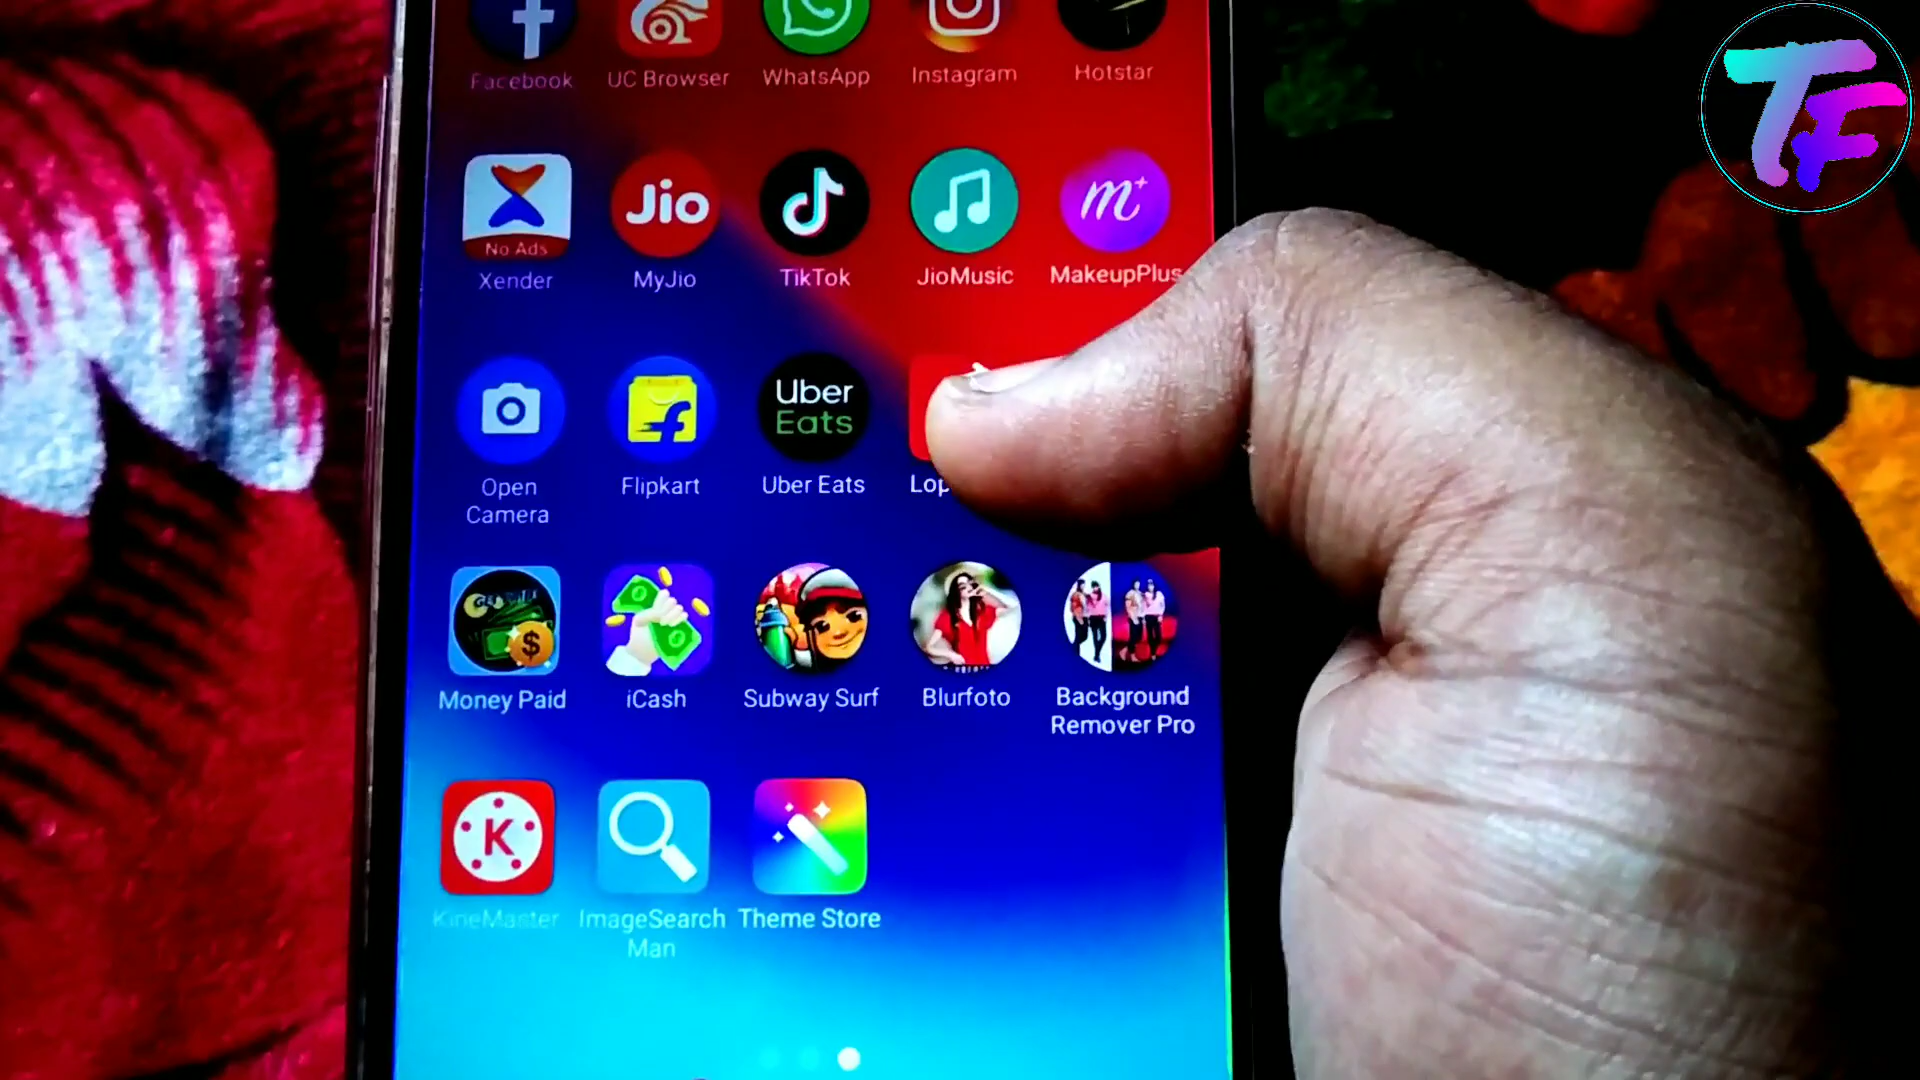 TF
Facebook
UC Browser
WhatsApp
Instagram
Hotstar
No Ads
Jio
m+
Xender
MyJio
TikTok
JioMusic
MakeupPlus
Uber
Eats
Open
Camera
Flipkart
Uber Eats
Lop
Money Paid
iCash
Subway Surf
Blurfoto
Background
Remover Pro
K
KineMaster
ImageSearch
Man
Theme Store